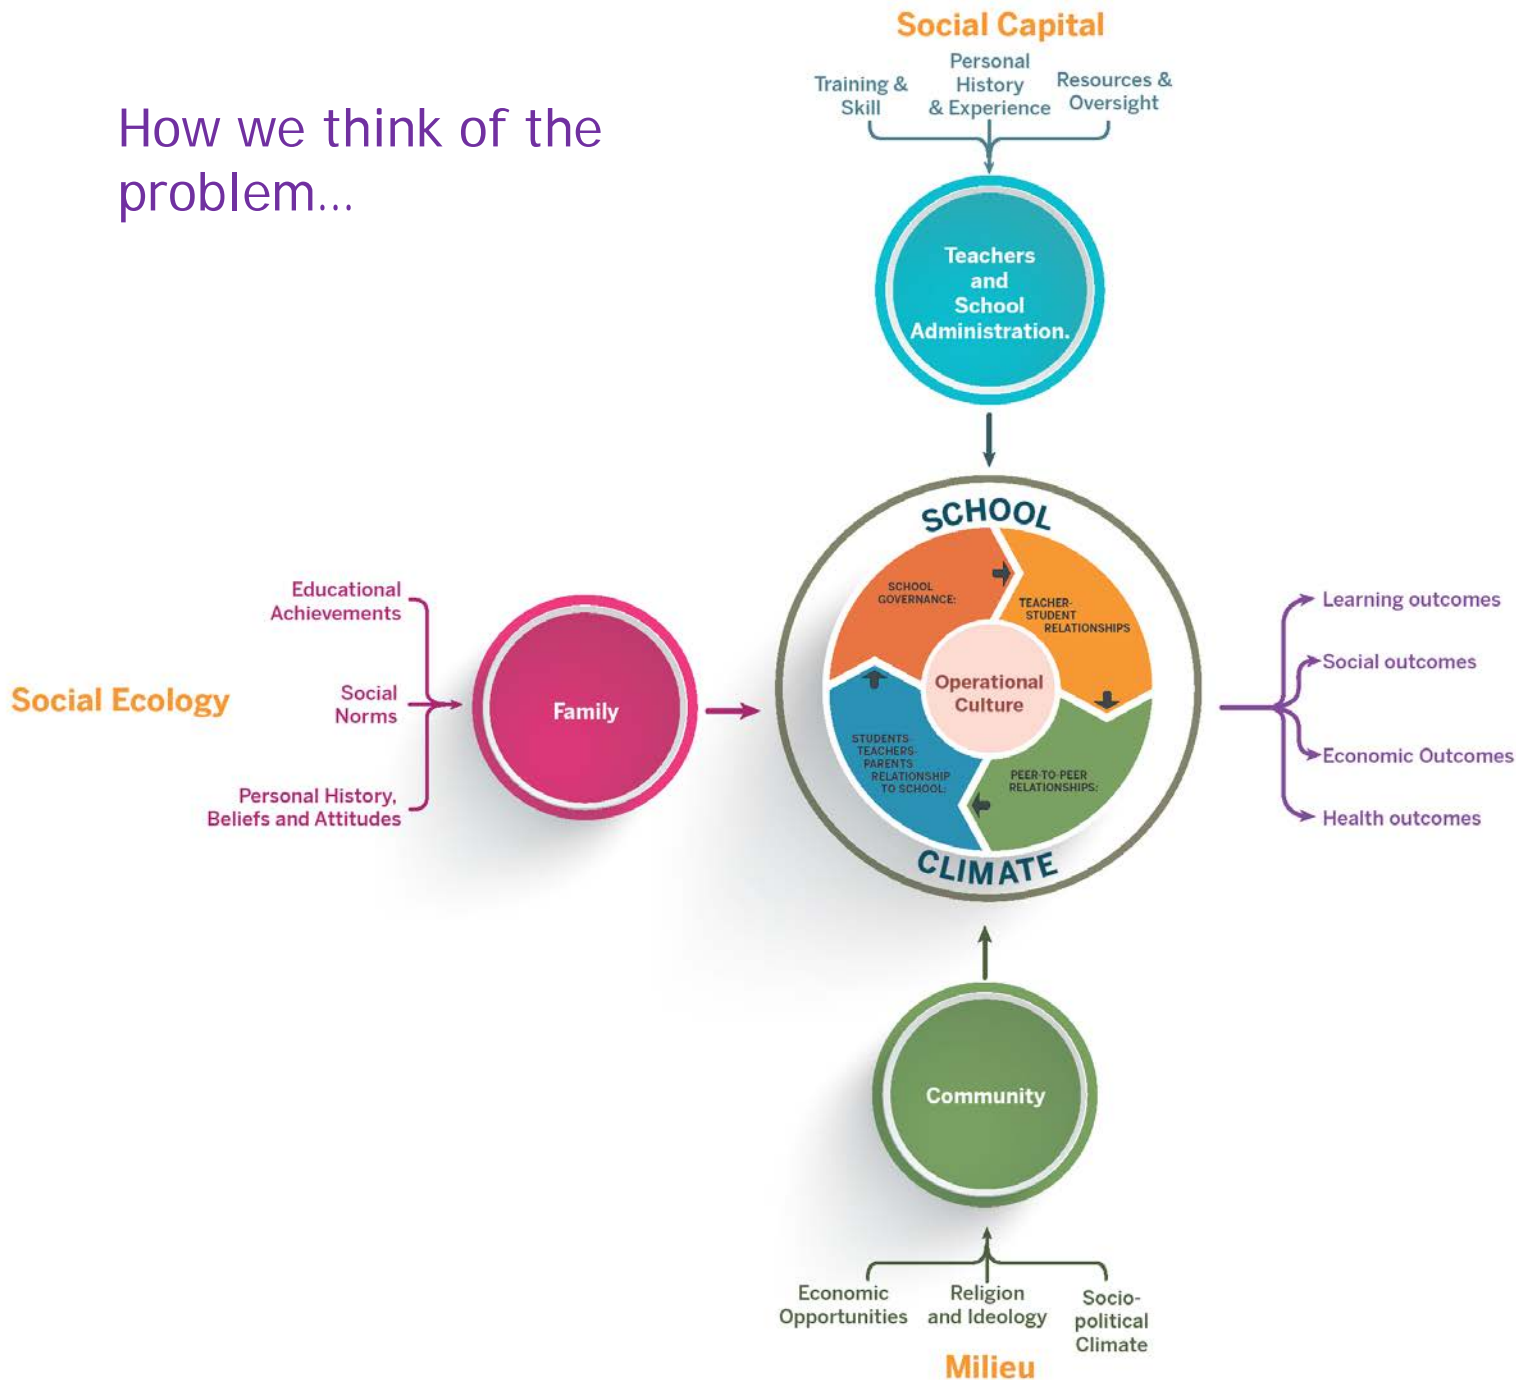 How we think of the
problem...
Social Capital
Training &
Skill
Personal
History
& Experience
Resources &
Oversight
Teachers
and
School
Administration.
SCHOOL
SCHOOL
GOVERNANCE:
TEACHER-
STUDENT
RELATIONSHIPS
Operational
Culture
STUDENTS-
TEACHERS-
PARENTS
RELATIONSHIP
TO SCHOOL:
PEER-TO-PEER
RELATIONSHIPS:
CLIMATE
Social Ecology
Educational
Achievements
Social
Norms
Personal History,
Beliefs and Attitudes
Family
Learning outcomes
Social outcomes
Economic Outcomes
Health outcomes
Community
Economic
Opportunities
Religion
and Ideology
Socio-
political
Climate
Milieu